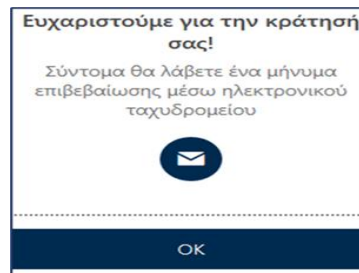 Ευχαριστούμε για την κράτησή
σας!
Σύντομα θα λάβετε ένα μήνυμα
επιβεβαίωσης μέσω ηλεκτρονικού
ταχυδρομείου
OK